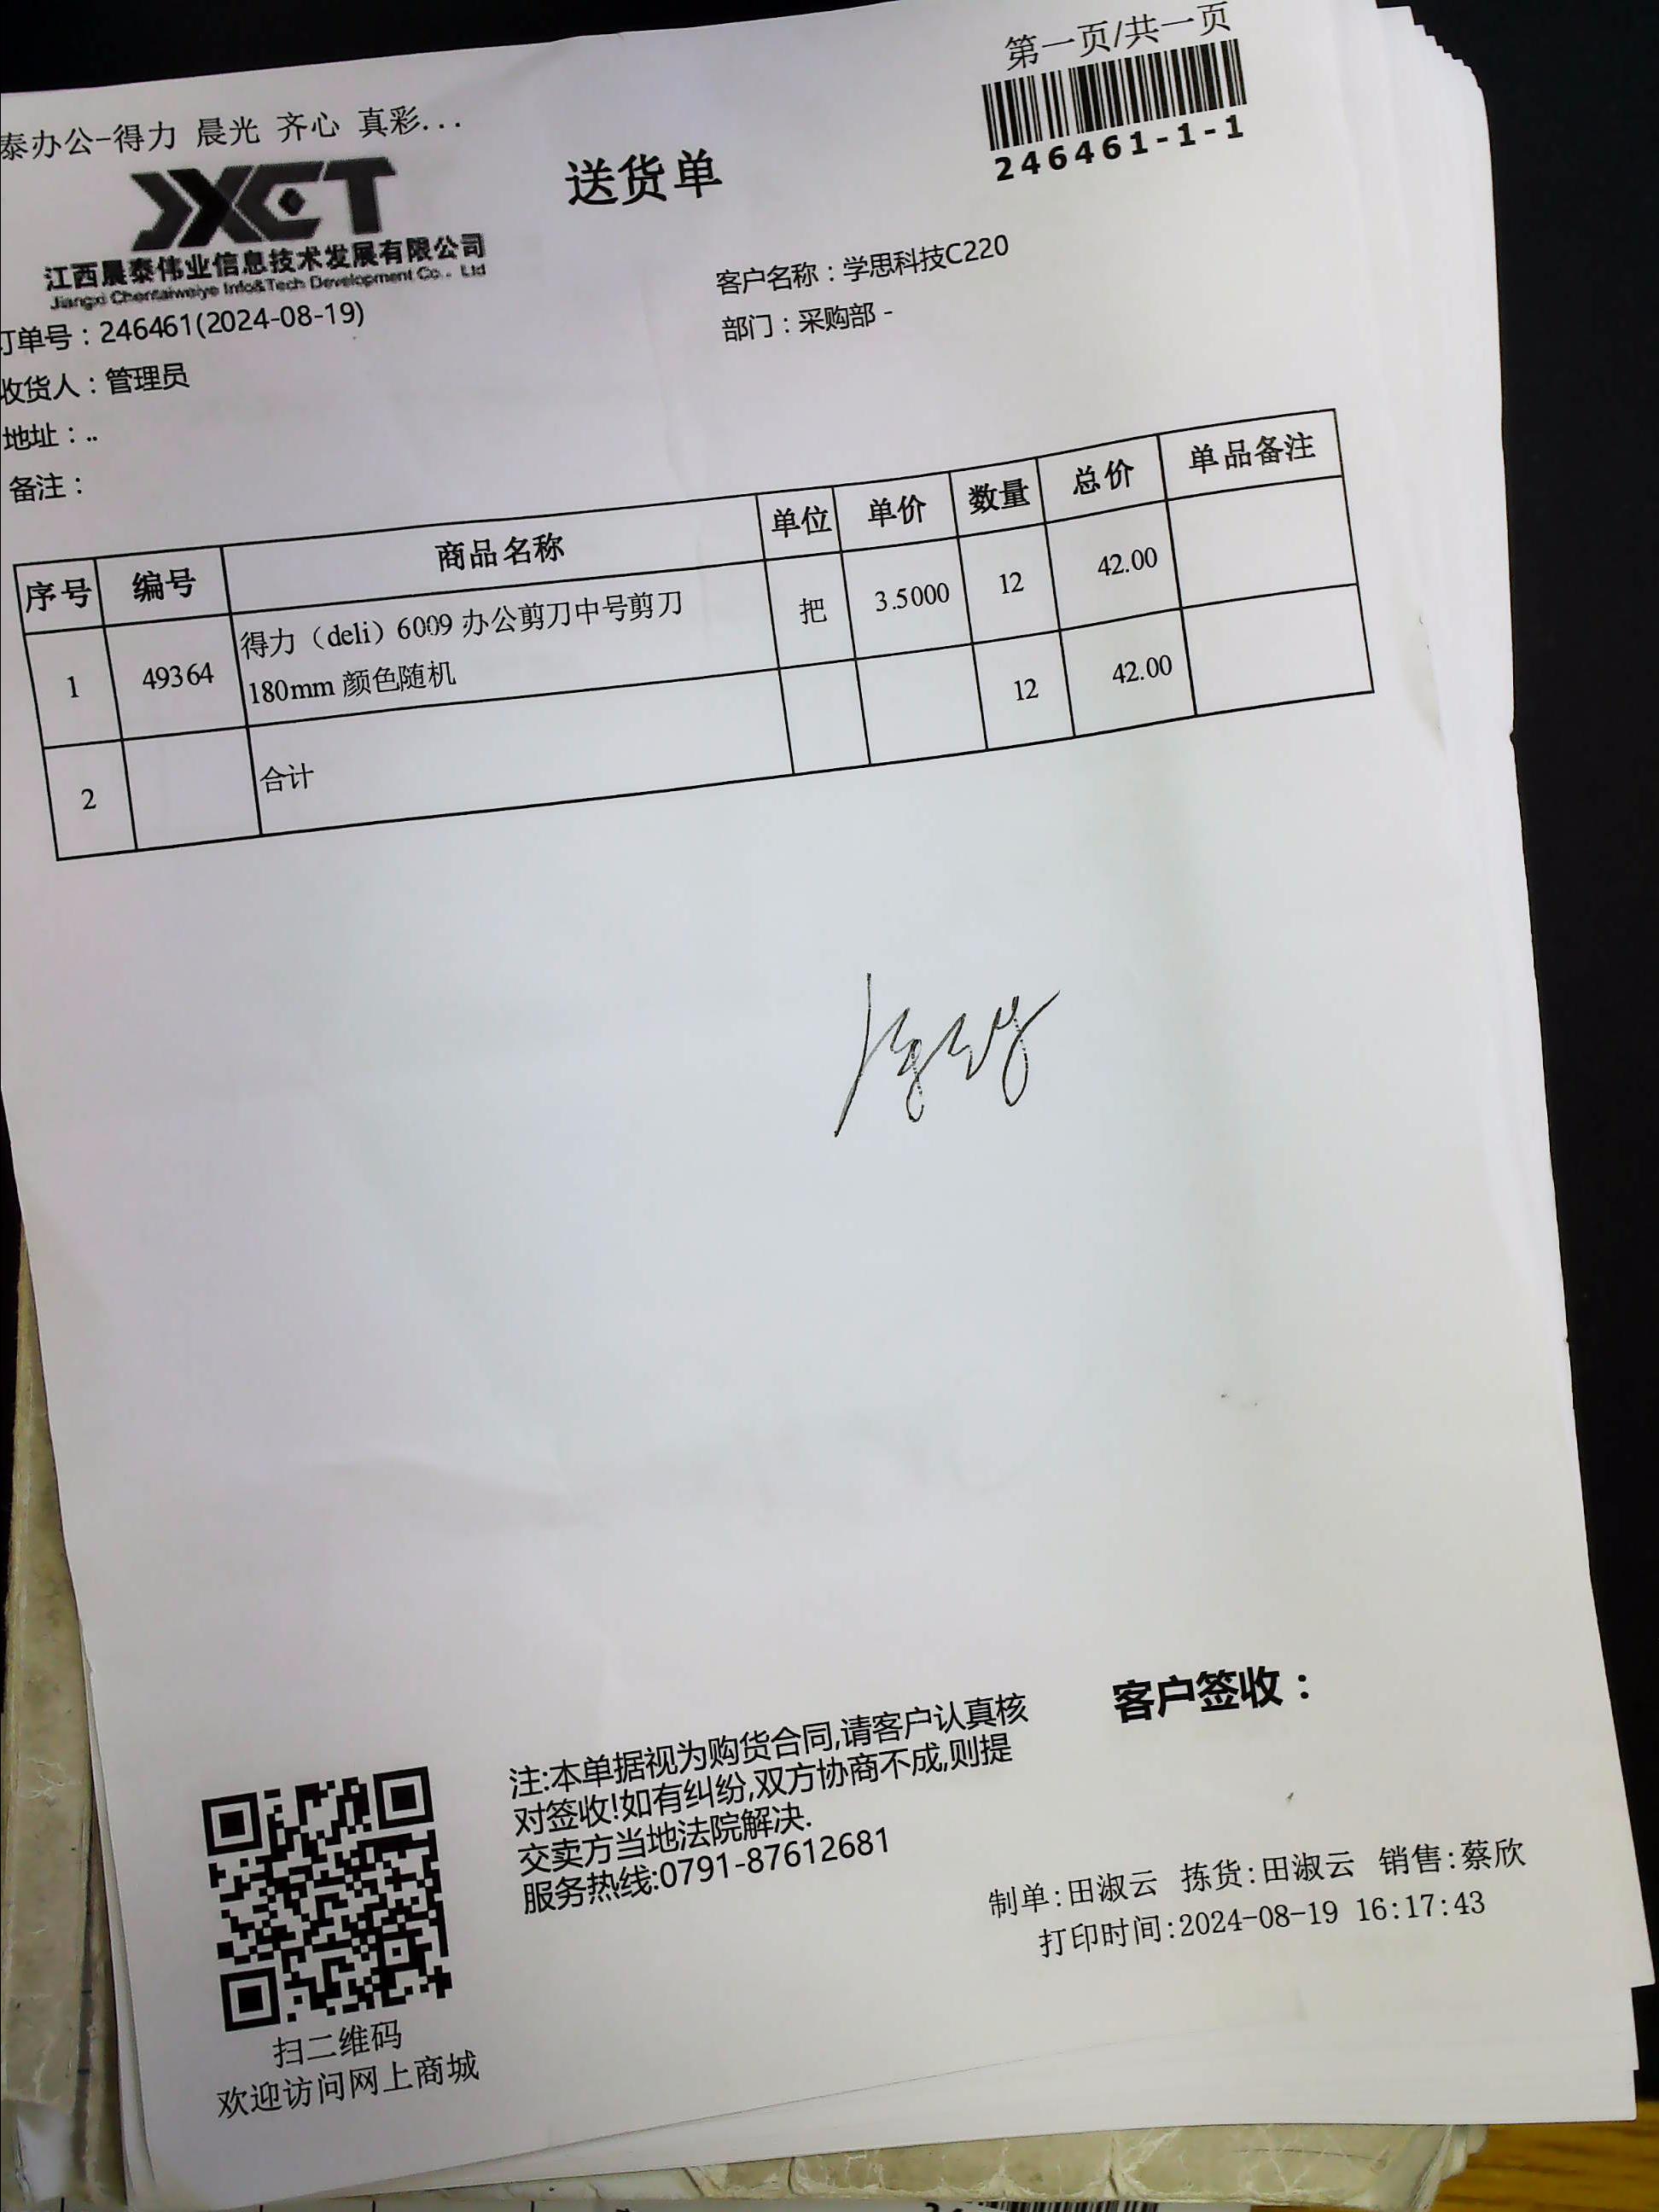 第一页/共一页
泰办公-得力 晨光 齐心 真彩...
246461-1-1
JXCT
送货单
江西晨泰伟业信息技术发展有限公司
Jiangxi Chentaiweiye Info&Tech Development Co., Ltd
客户名称：学思科技C220
订单号：246461(2024-08-19)
部门：采购部 -
收货人：管理员
地址：..
备注：
序号 编号 商品名称 单位 单价 数量 总价 单品备注
1 49364 得力（deli）6009 办公剪刀中号剪刀 把 3.5000 12 42.00
180mm 颜色随机
2 合计 12 42.00
客户签收：
注:本单据视为购货合同,请客户认真核
对签收!如有纠纷,双方协商不成,则提
交卖方当地法院解决.
服务热线:0791-87612681
制单:田淑云 拣货:田淑云 销售:蔡欣
打印时间:2024-08-19 16:17:43
扫二维码
欢迎访问网上商城